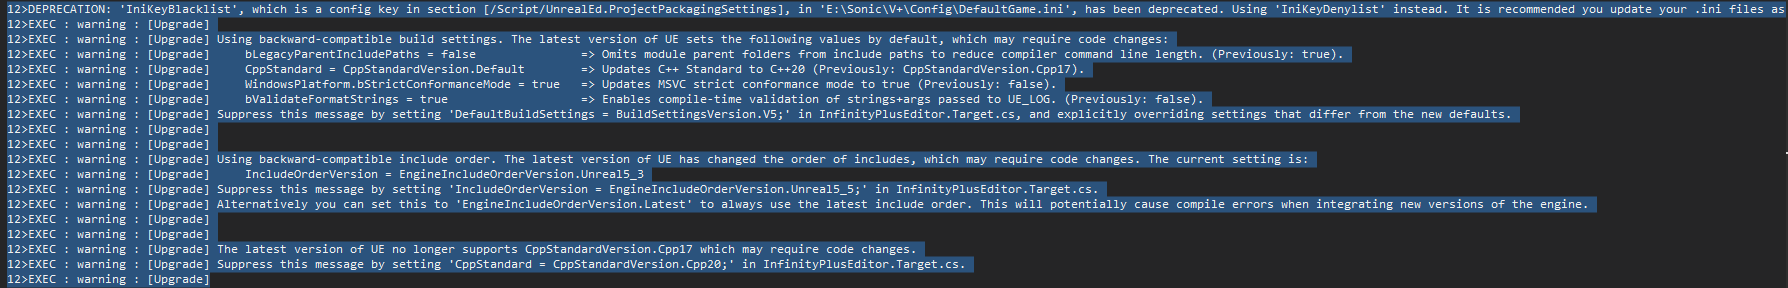 12>DEPRECATION: 'IniKeyBlacklist', which is a config key in section [/Script/UnrealEd.ProjectPackagingSettings], in 'E:\Sonic\V+\Config\DefaultGame.ini', has been deprecated. Using 'IniKeyDenylist' instead. It is recommended you update your .ini files as
12>EXEC : warning : [Upgrade]
12>EXEC : warning : [Upgrade] Using backward-compatible build settings. The latest version of UE sets the following values by default, which may require code changes:
12>EXEC : warning : [Upgrade]     bLegacyParentIncludePaths = false               => Omits module parent folders from include paths to reduce compiler command line length. (Previously: true).
12>EXEC : warning : [Upgrade]     CppStandard = CppStandardVersion.Default        => Updates C++ Standard to C++20 (Previously: CppStandardVersion.Cpp17).
12>EXEC : warning : [Upgrade]     WindowsPlatform.bStrictConformanceMode = true   => Updates MSVC strict conformance mode to true (Previously: false).
12>EXEC : warning : [Upgrade]     bValidateFormatStrings = true                   => Enables compile-time validation of strings+args passed to UE_LOG. (Previously: false).
12>EXEC : warning : [Upgrade] Suppress this message by setting 'DefaultBuildSettings = BuildSettingsVersion.V5;' in InfinityPlusEditor.Target.cs, and explicitly overriding settings that differ from the new defaults.
12>EXEC : warning : [Upgrade]
12>EXEC : warning : [Upgrade]
12>EXEC : warning : [Upgrade] Using backward-compatible include order. The latest version of UE has changed the order of includes, which may require code changes. The current setting is:
12>EXEC : warning : [Upgrade]     IncludeOrderVersion = EngineIncludeOrderVersion.Unreal5_3
12>EXEC : warning : [Upgrade] Suppress this message by setting 'IncludeOrderVersion = EngineIncludeOrderVersion.Unreal5_5;' in InfinityPlusEditor.Target.cs.
12>EXEC : warning : [Upgrade] Alternatively you can set this to 'EngineIncludeOrderVersion.Latest' to always use the latest include order. This will potentially cause compile errors when integrating new versions of the engine.
12>EXEC : warning : [Upgrade]
12>EXEC : warning : [Upgrade]
12>EXEC : warning : [Upgrade] The latest version of UE no longer supports CppStandardVersion.Cpp17 which may require code changes.
12>EXEC : warning : [Upgrade] Suppress this message by setting 'CppStandard = CppStandardVersion.Cpp20;' in InfinityPlusEditor.Target.cs.
12>EXEC : warning : [Upgrade]